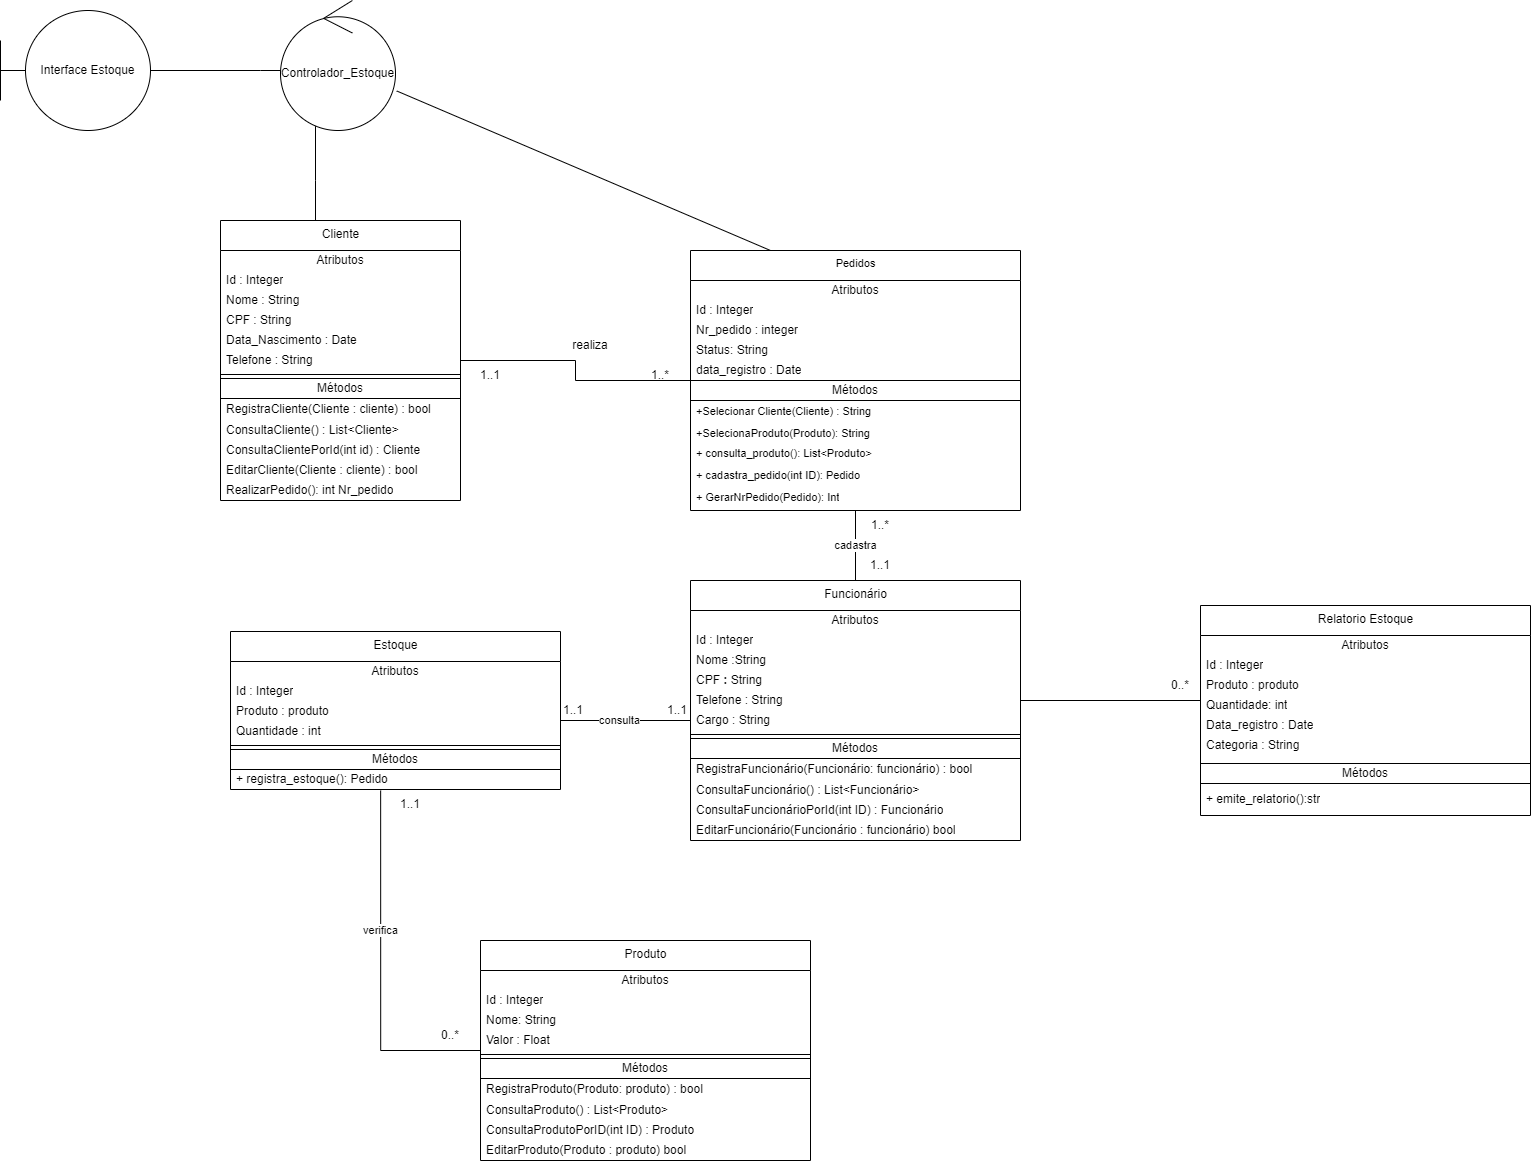 Interface Estoque
Controlador_Estoque
Cliente
Atributos
Id : Integer
Nome : String
CPF : String
Data_Nascimento : Date
Telefone : String
Métodos
RegistraCliente(Cliente : cliente) : bool
ConsultaCliente() : List<Cliente>
ConsultaClientePorId(int id) : Cliente
EditarCliente(Cliente : cliente) : bool
RealizarPedido(): int Nr_pedido
realiza
1..1
1..*
Pedidos
Atributos
Id : Integer
Nr_pedido : integer
Status: String
data_registro : Date
Métodos
+Selecionar Cliente(Cliente) : String
+SelecionaProduto(Produto): String
+ consulta_produto(): List<Produto>
+ cadastra_pedido(int ID): Pedido
+ GerarNrPedido(Pedido): Int
1..*
cadastra
1..1
Funcionário
Atributos
Id : Integer
Nome :String
CPF : String
Telefone : String
Cargo : String
Métodos
RegistraFuncionário(Funcionário: funcionário) : bool
ConsultaFuncionário() : List<Funcionário>
ConsultaFuncionárioPorId(int ID) : Funcionário
EditarFuncionário(Funcionário : funcionário) bool
0..*
Relatorio Estoque
Atributos
Id : Integer
Produto : produto
Quantidade: int
Data_registro : Date
Categoria : String
Métodos
+ emite_relatorio():str
Estoque
Atributos
Id : Integer
Produto : produto
Quantidade : int
Métodos
+ registra_estoque(): Pedido
1..1
consulta
1..1
1..1
verifica
0..*
Produto
Atributos
Id : Integer
Nome: String
Valor : Float
Métodos
RegistraProduto(Produto: produto) : bool
ConsultaProduto() : List<Produto>
ConsultaProdutoPorID(int ID) : Produto
EditarProduto(Produto : produto) bool